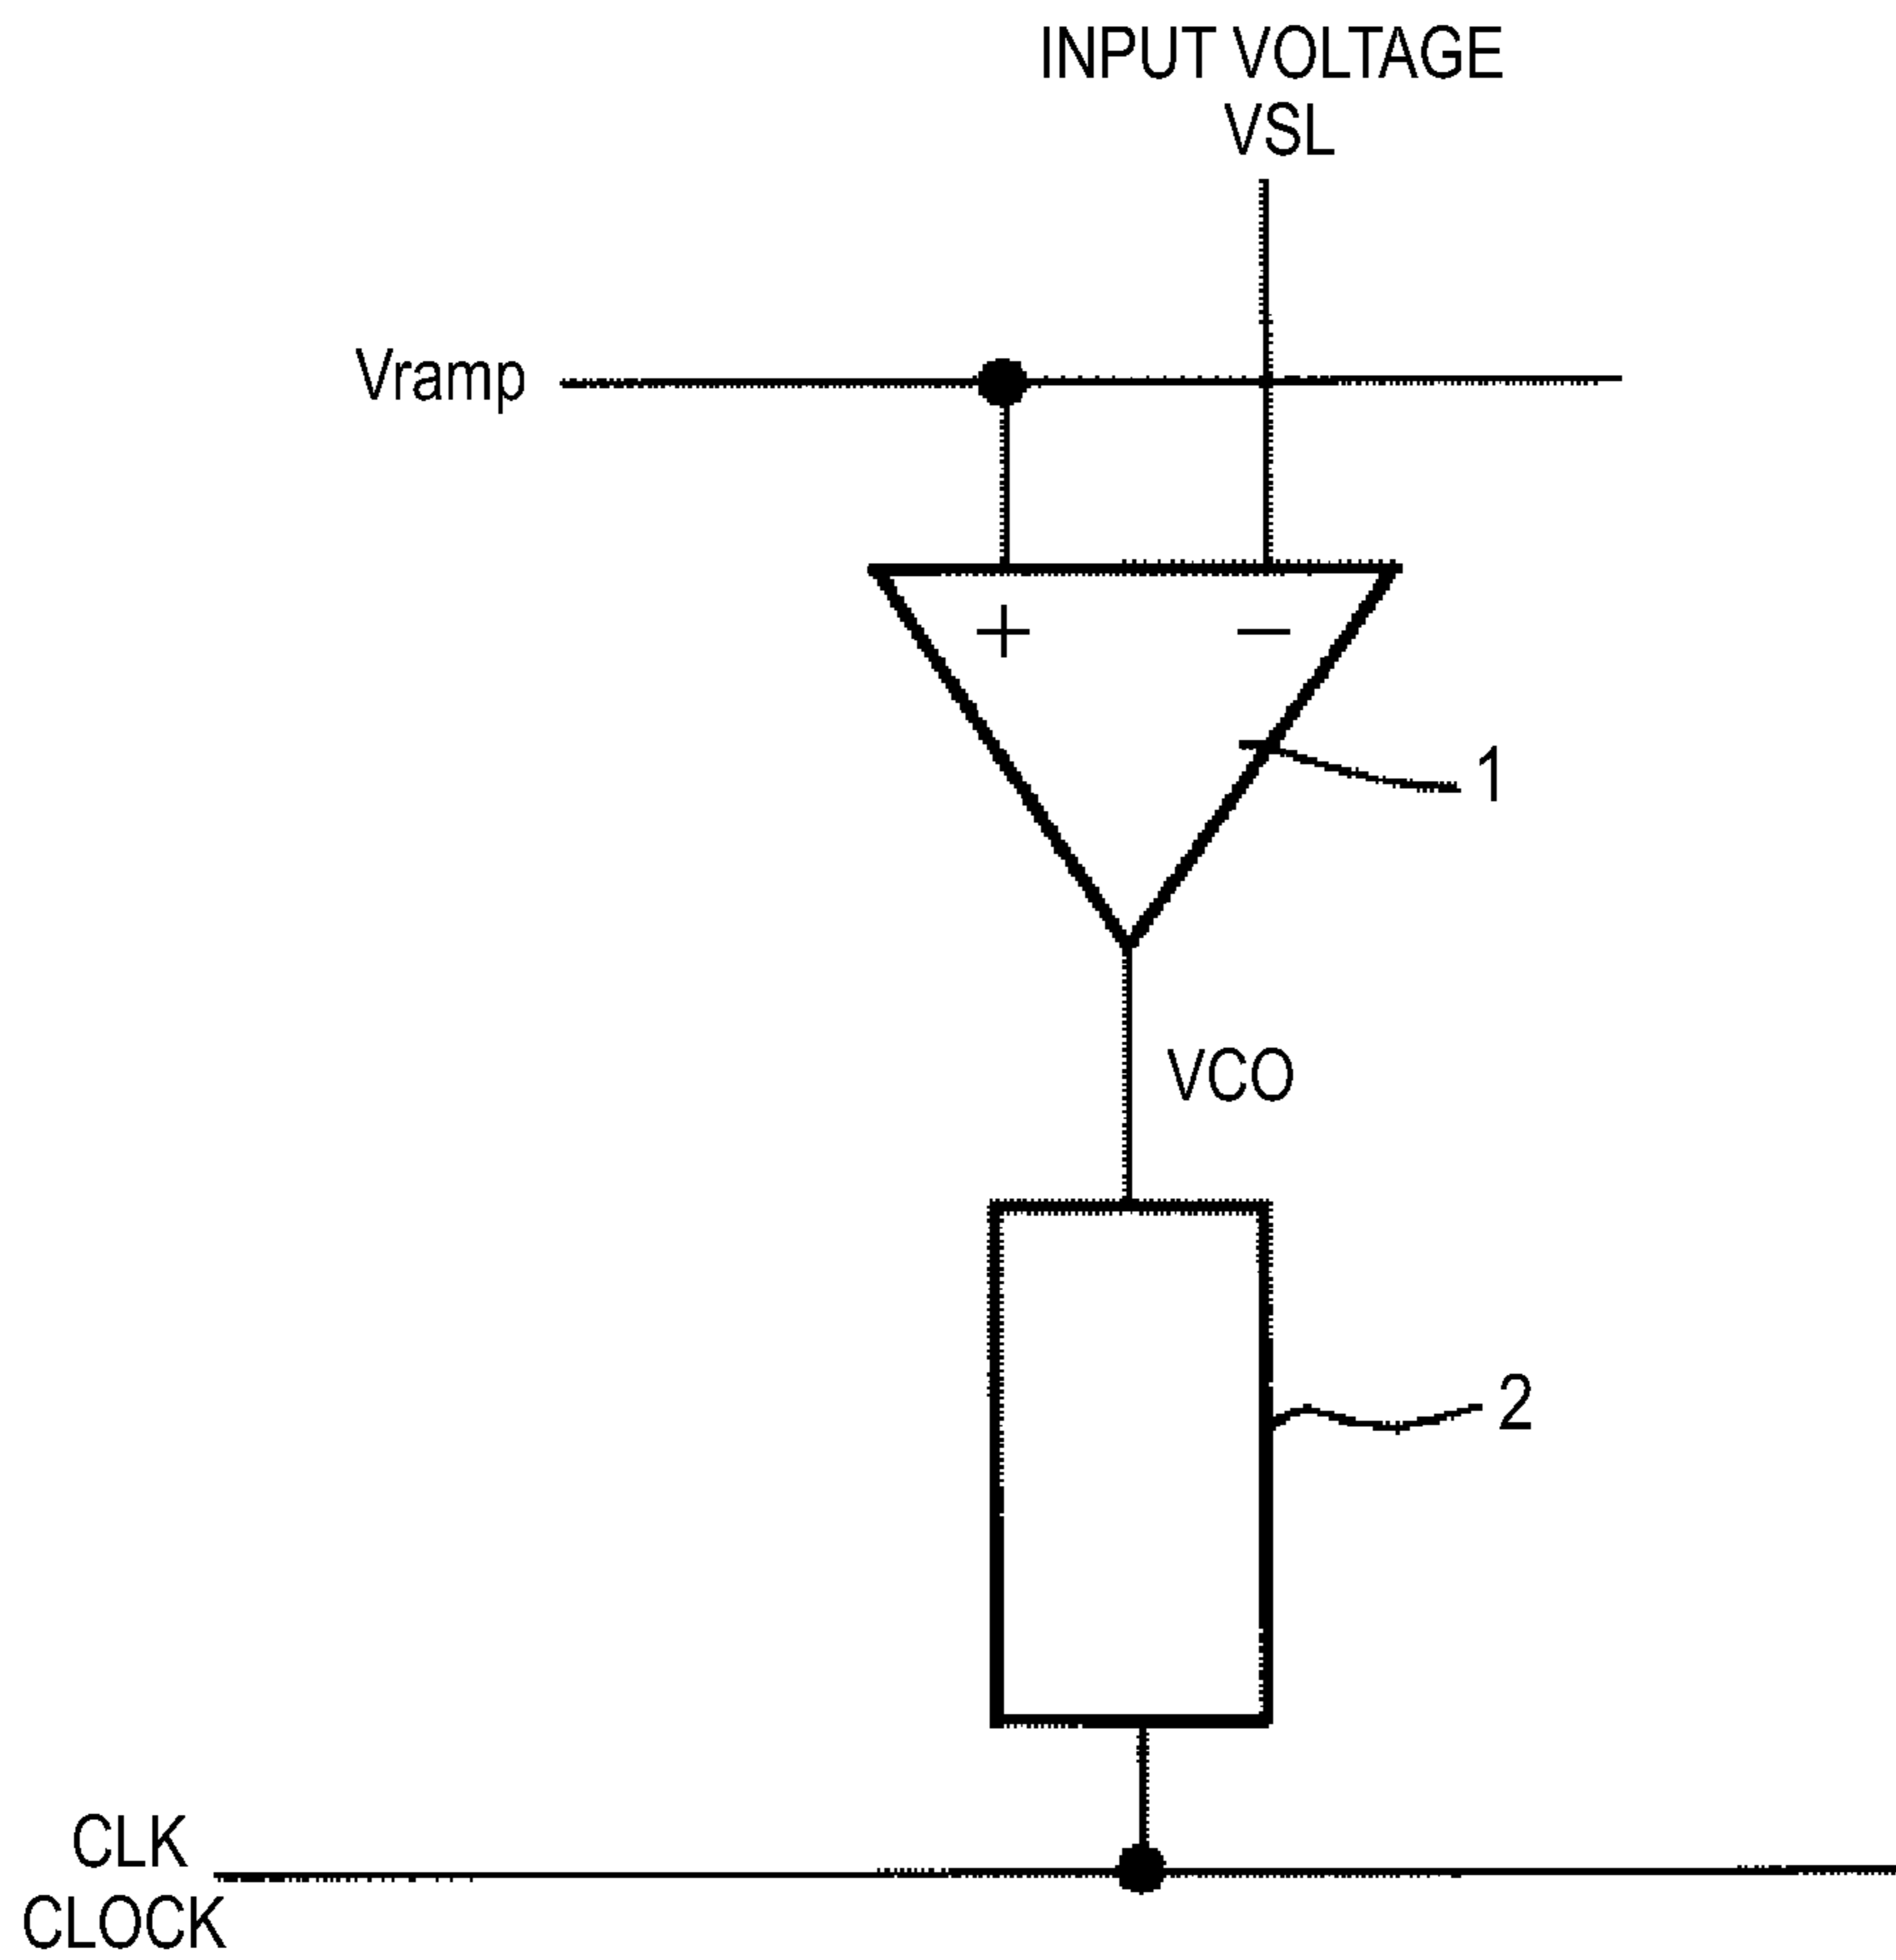 INPUT VOLTAGE
VSL
Vramp
+ −
1
VCO
2
CLK
CLOCK